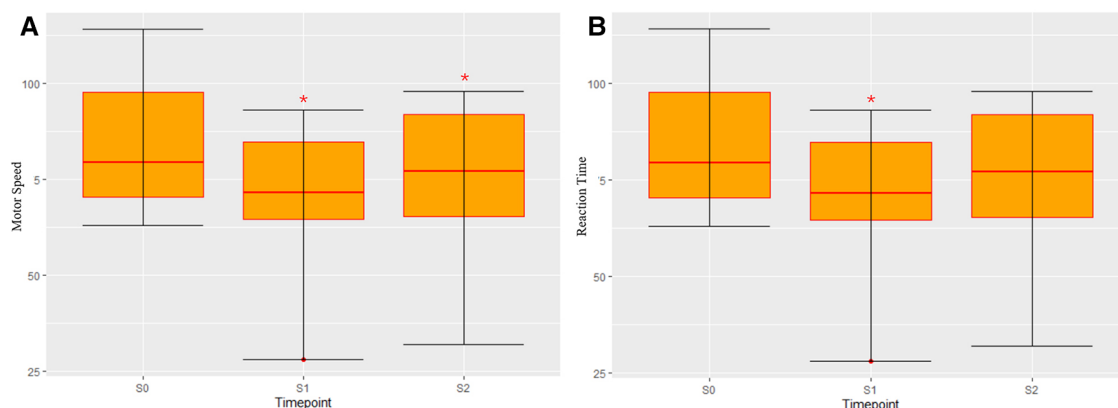 A
Motor Speed
100
5
50
25
*
*
S0 S1 S2
Timepoint
B
Reaction Time
100
5
50
25
*
S0 S1 S2
Timepoint